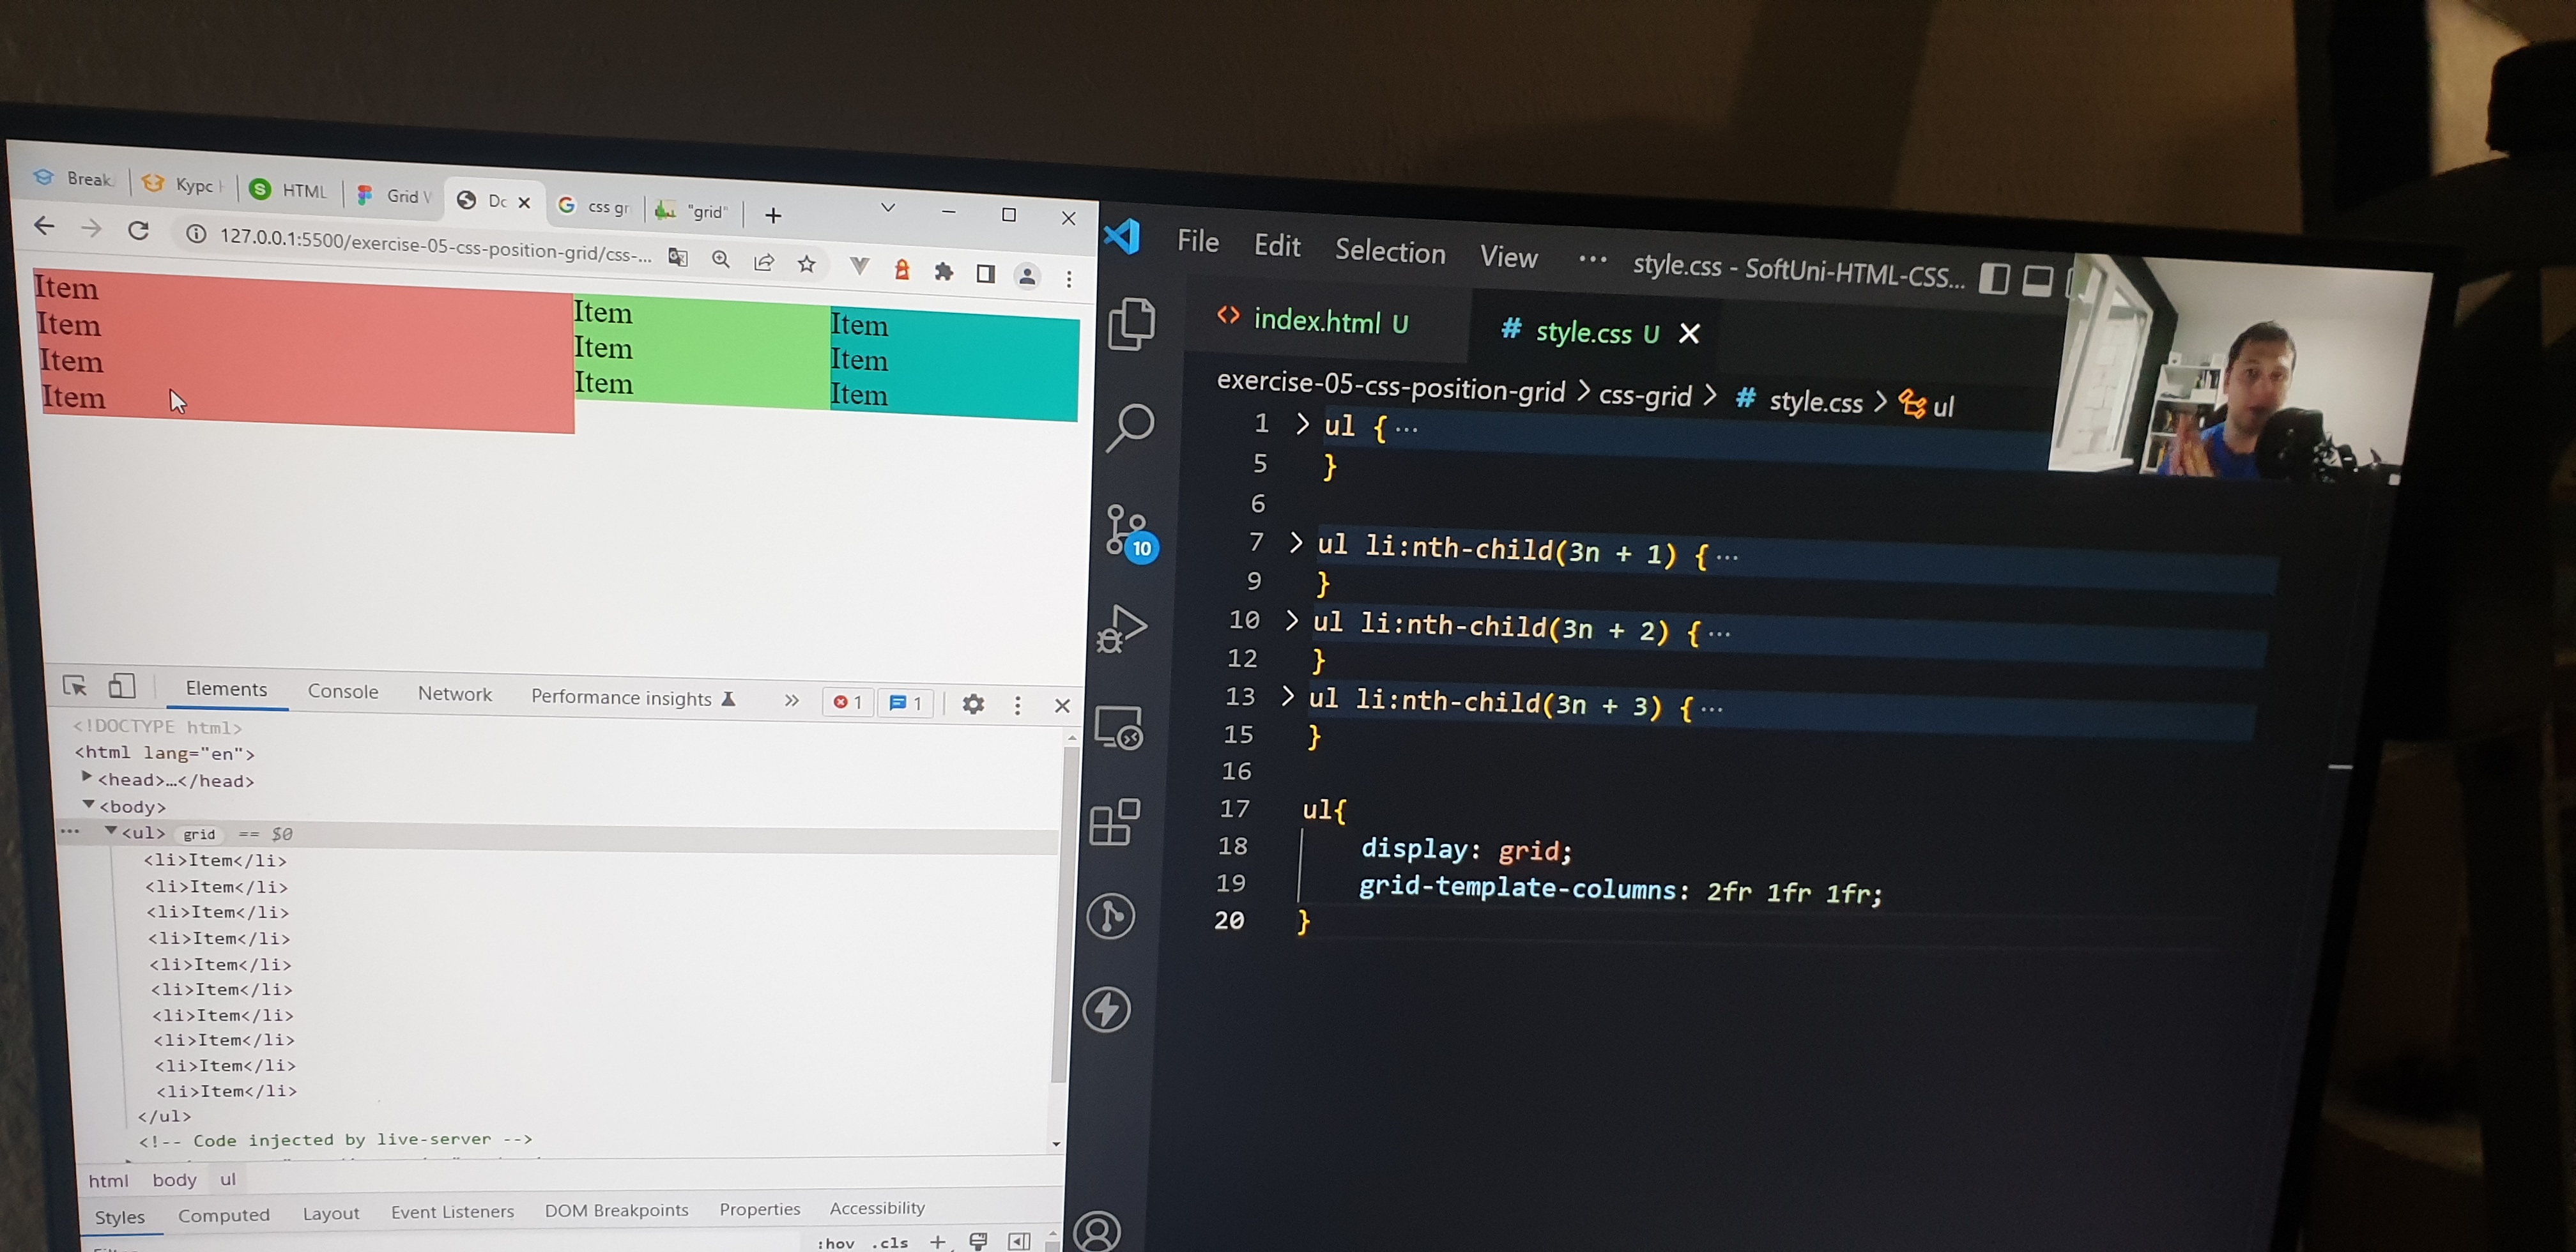 Break
Курс
HTML
Grid
Dc
css gr
"grid"
127.0.0.1:5500/exercise-05-css-position-grid/css-...
Item
Item
Item
Item
Item
Item
Item
Item
Item
Item
Elements
Console
Network
Performance insights
1
1
<!DOCTYPE html>
<html lang="en">
<head>…</head>
<body>
... <ul> grid == $0
<li>Item</li>
<li>Item</li>
<li>Item</li>
<li>Item</li>
<li>Item</li>
<li>Item</li>
<li>Item</li>
<li>Item</li>
<li>Item</li>
<li>Item</li>
</ul>
<!-- Code injected by live-server -->
html body ul
Styles Computed Layout Event Listeners DOM Breakpoints Properties Accessibility
:hov .cls +
File Edit Selection View ... style.css - SoftUni-HTML-CSS...
index.html U
# style.css U
exercise-05-css-position-grid > css-grid > # style.css > ul
10
1 > ul { ...
5 }
6
7 > ul li:nth-child(3n + 1) { ...
9 }
10 > ul li:nth-child(3n + 2) { ...
12 }
13 > ul li:nth-child(3n + 3) { ...
15 }
16
17 ul{
18 display: grid;
19 grid-template-columns: 2fr 1fr 1fr;
20 }